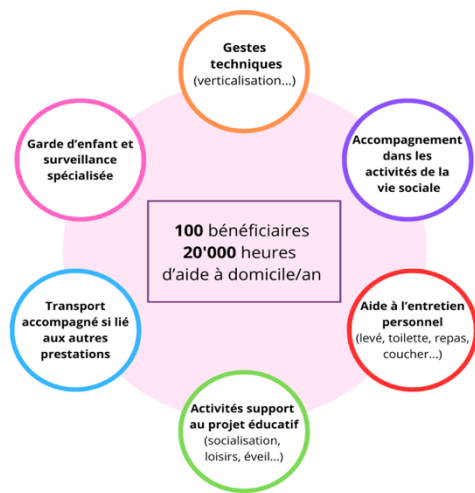 Gestes
techniques
(verticalisation...)
Garde d'enfant et
surveillance
spécialisée
Accompagnement
dans les
activités de la
vie sociale
100 bénéficiaires
20'000 heures
d'aide à domicile/an
Transport
accompagné si lié
aux autres
prestations
Aide à l'entretien
personnel
(levé, toilette, repas,
coucher...)
Activités support
au projet éducatif
(socialisation,
loisirs, éveil...)